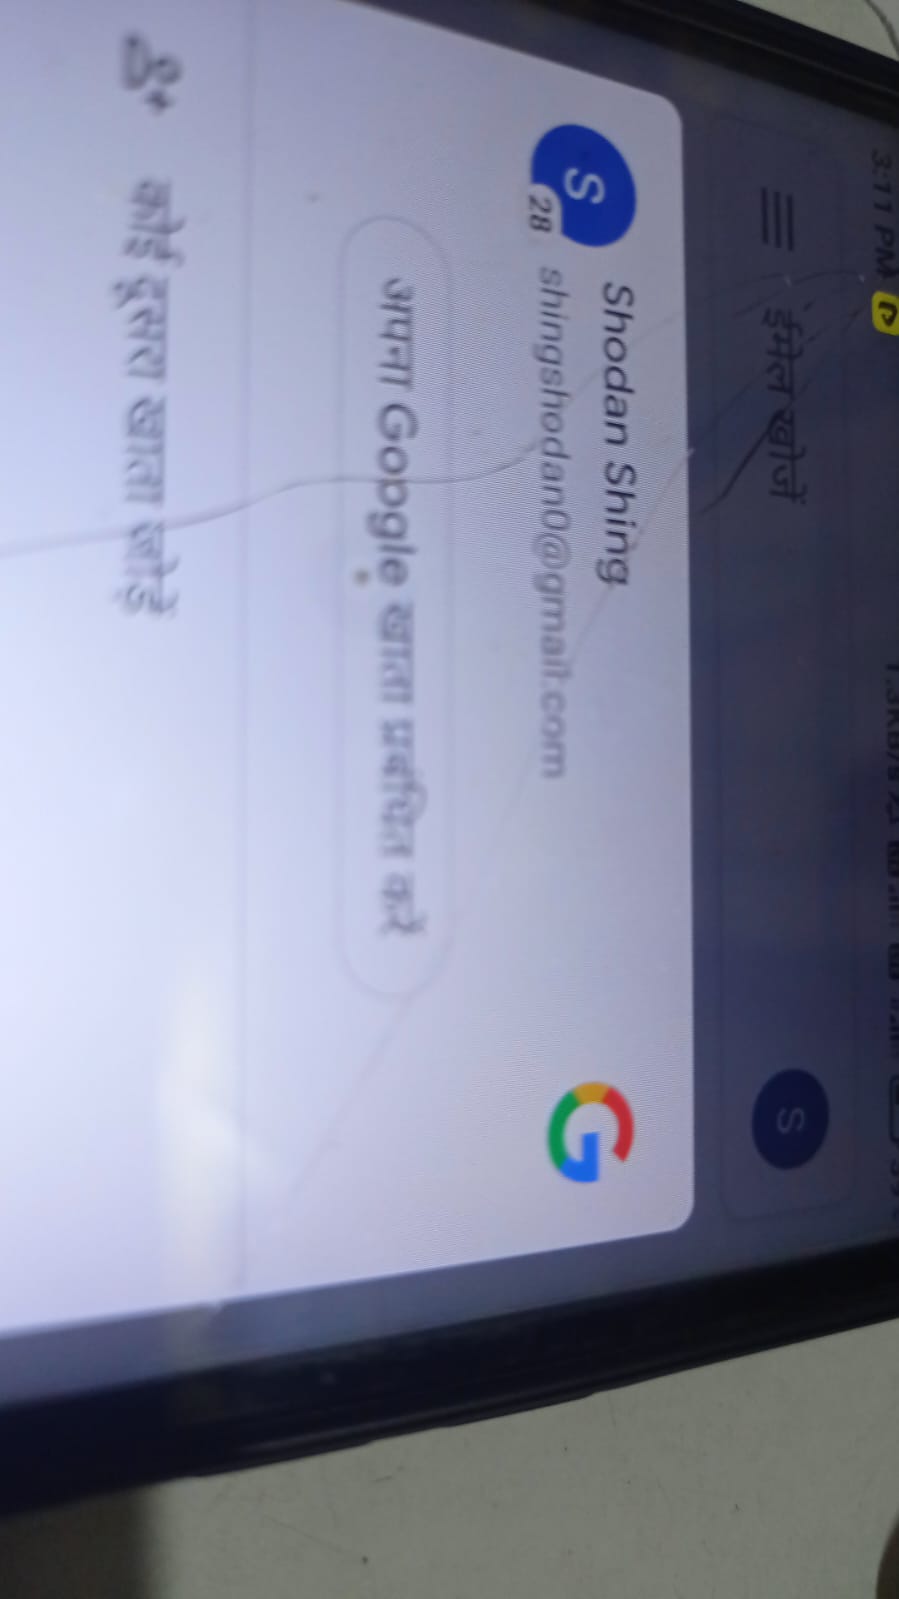 3:11 PM
ईमेल खोजें
S
S
28
Shodan Shing
shingshodan0@gmail.com
अपना Google खाता प्रबंधित करें
कोई दूसरा खाता जोड़ें